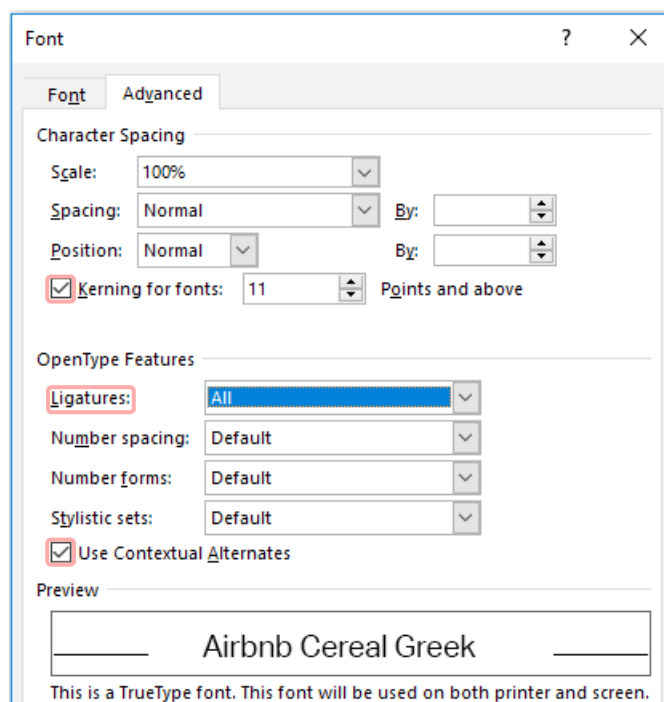 Font ?
Font Advanced
Character Spacing
Scale: 100%
Spacing: Normal By:
Position: Normal By:
Kerning for fonts: 11 Points and above
OpenType Features
Ligatures: All
Number spacing: Default
Number forms: Default
Stylistic sets: Default
Use Contextual Alternates
Preview
Airbnb Cereal Greek
This is a TrueType font. This font will be used on both printer and screen.